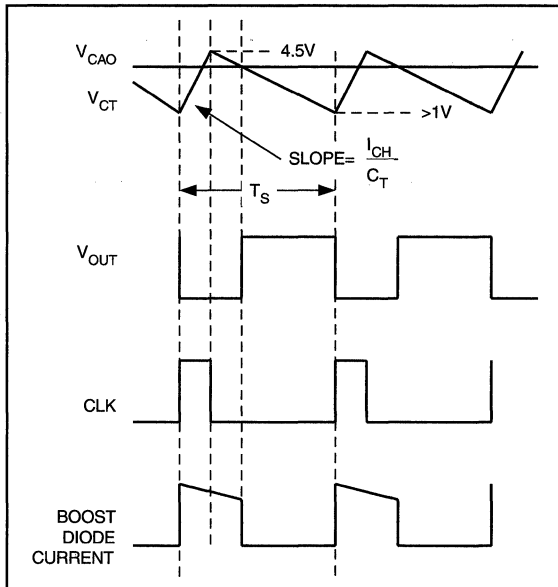 V_CAO
4.5V
V_CT
>1V
SLOPE= I_CH / C_T
T_S
V_OUT
CLK
BOOST
DIODE
CURRENT